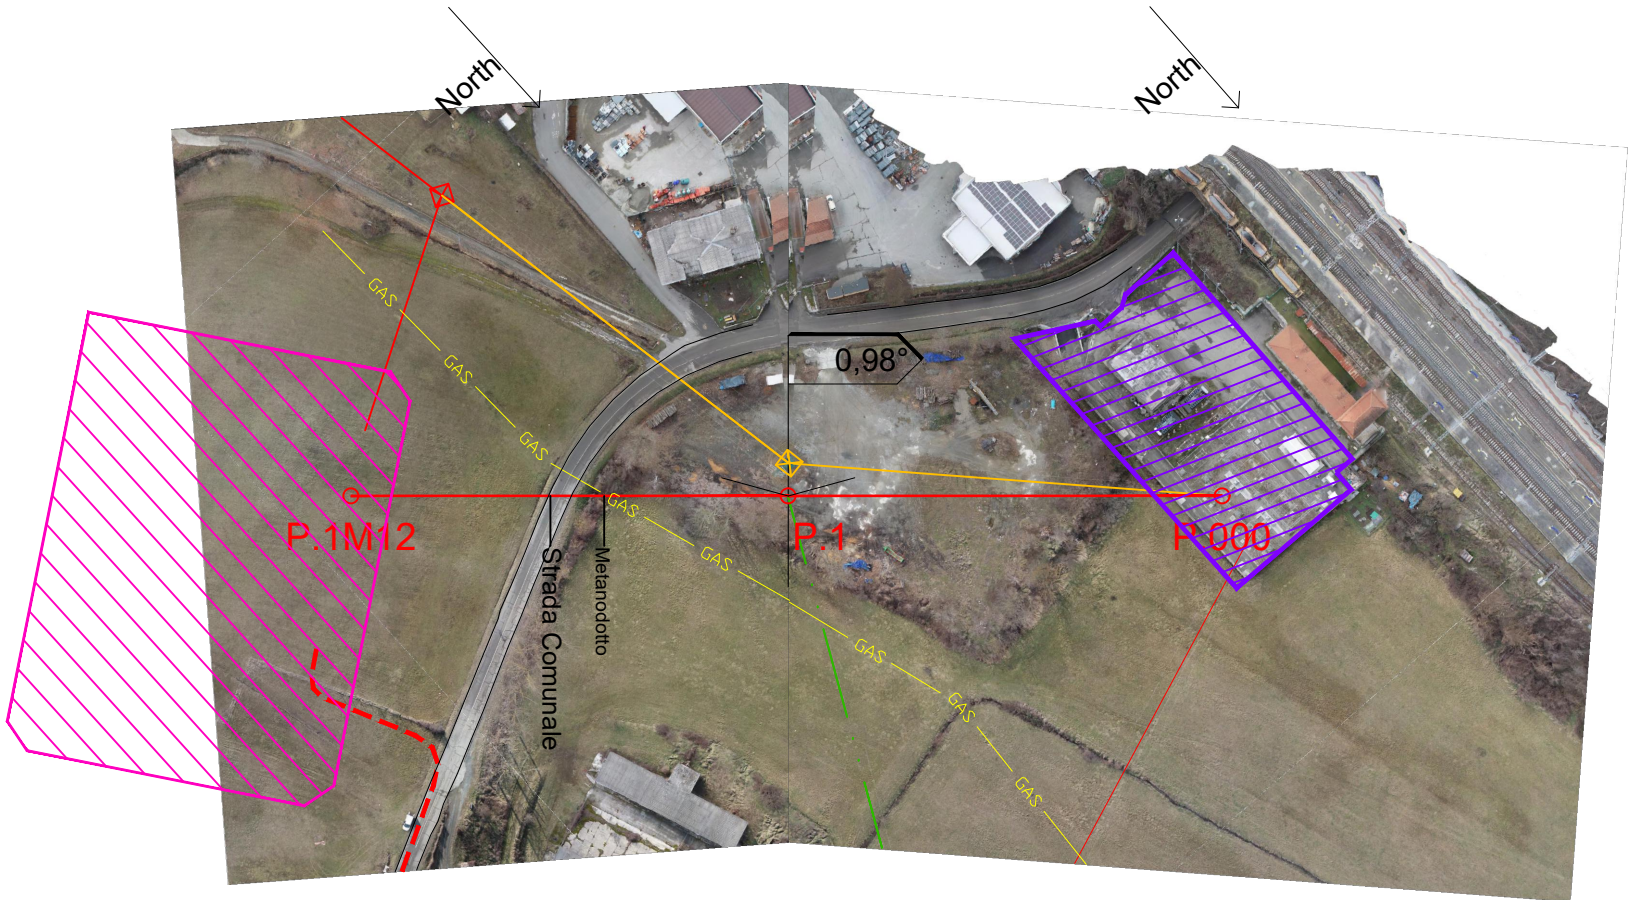 North
North
GAS
GAS
0,98°
GAS
GAS
P.1M12
P.1
P.000
GAS
Strada Comunale
Metanodotto
GAS
GAS
GAS